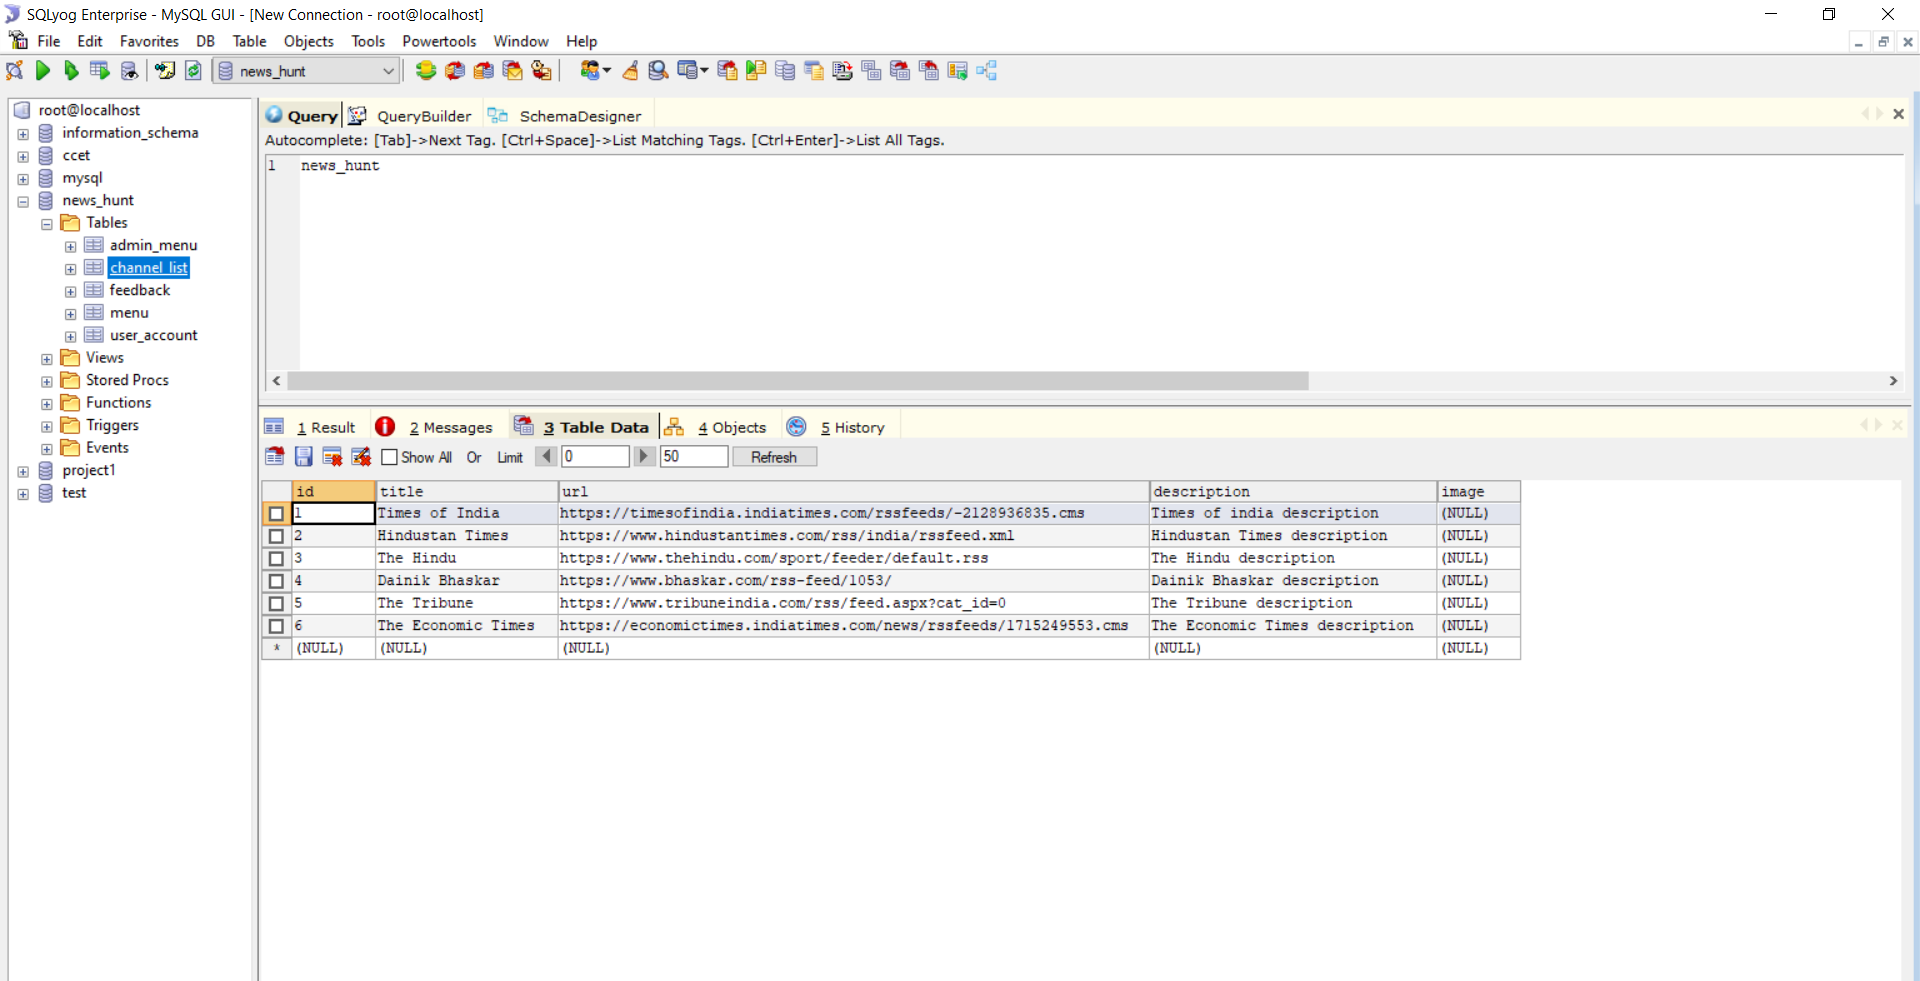 SQLyog Enterprise - MySQL GUI - [New Connection - root@localhost]
File Edit Favorites DB Table Objects Tools Powertools Window Help
news_hunt
root@localhost
information_schema
ccet
mysql
news_hunt
Tables
admin_menu
channel_list
feedback
menu
user_account
Views
Stored Procs
Functions
Triggers
Events
project1
test
Query QueryBuilder SchemaDesigner
Autocomplete: [Tab]->Next Tag. [Ctrl+Space]->List Matching Tags. [Ctrl+Enter]->List All Tags.
1 news_hunt
1 Result 2 Messages 3 Table Data 4 Objects 5 History
Show All Or Limit 0 50 Refresh
id title url description image
1 Times of India https://timesofindia.indiatimes.com/rssfeeds/-2128936835.cms Times of india description (NULL)
2 Hindustan Times https://www.hindustantimes.com/rss/india/rssfeed.xml Hindustan Times description (NULL)
3 The Hindu https://www.thehindu.com/sport/feeder/default.rss The Hindu description (NULL)
4 Dainik Bhaskar https://www.bhaskar.com/rss-feed/1053/ Dainik Bhaskar description (NULL)
5 The Tribune https://www.tribuneindia.com/rss/feed.aspx?cat_id=0 The Tribune description (NULL)
6 The Economic Times https://economictimes.indiatimes.com/news/rssfeeds/1715249553.cms The Economic Times description (NULL)
* (NULL) (NULL) (NULL) (NULL) (NULL)